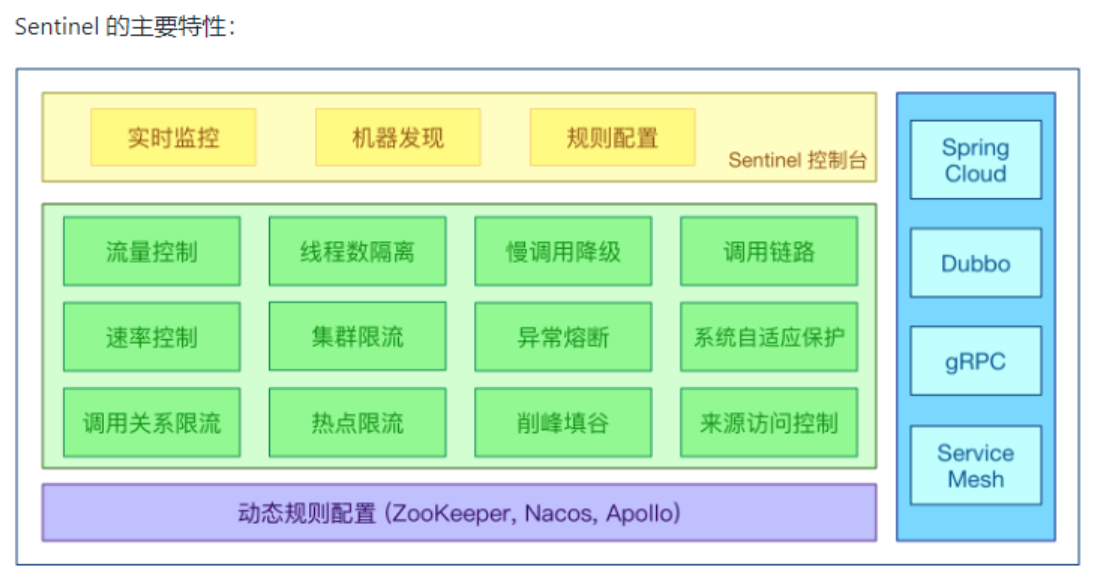 Sentinel 的主要特性：
实时监控
机器发现
规则配置
Sentinel 控制台
流量控制
线程数隔离
慢调用降级
调用链路
速率控制
集群限流
异常熔断
系统自适应保护
调用关系限流
热点限流
削峰填谷
来源访问控制
动态规则配置 (ZooKeeper, Nacos, Apollo)
Spring
Cloud
Dubbo
gRPC
Service
Mesh